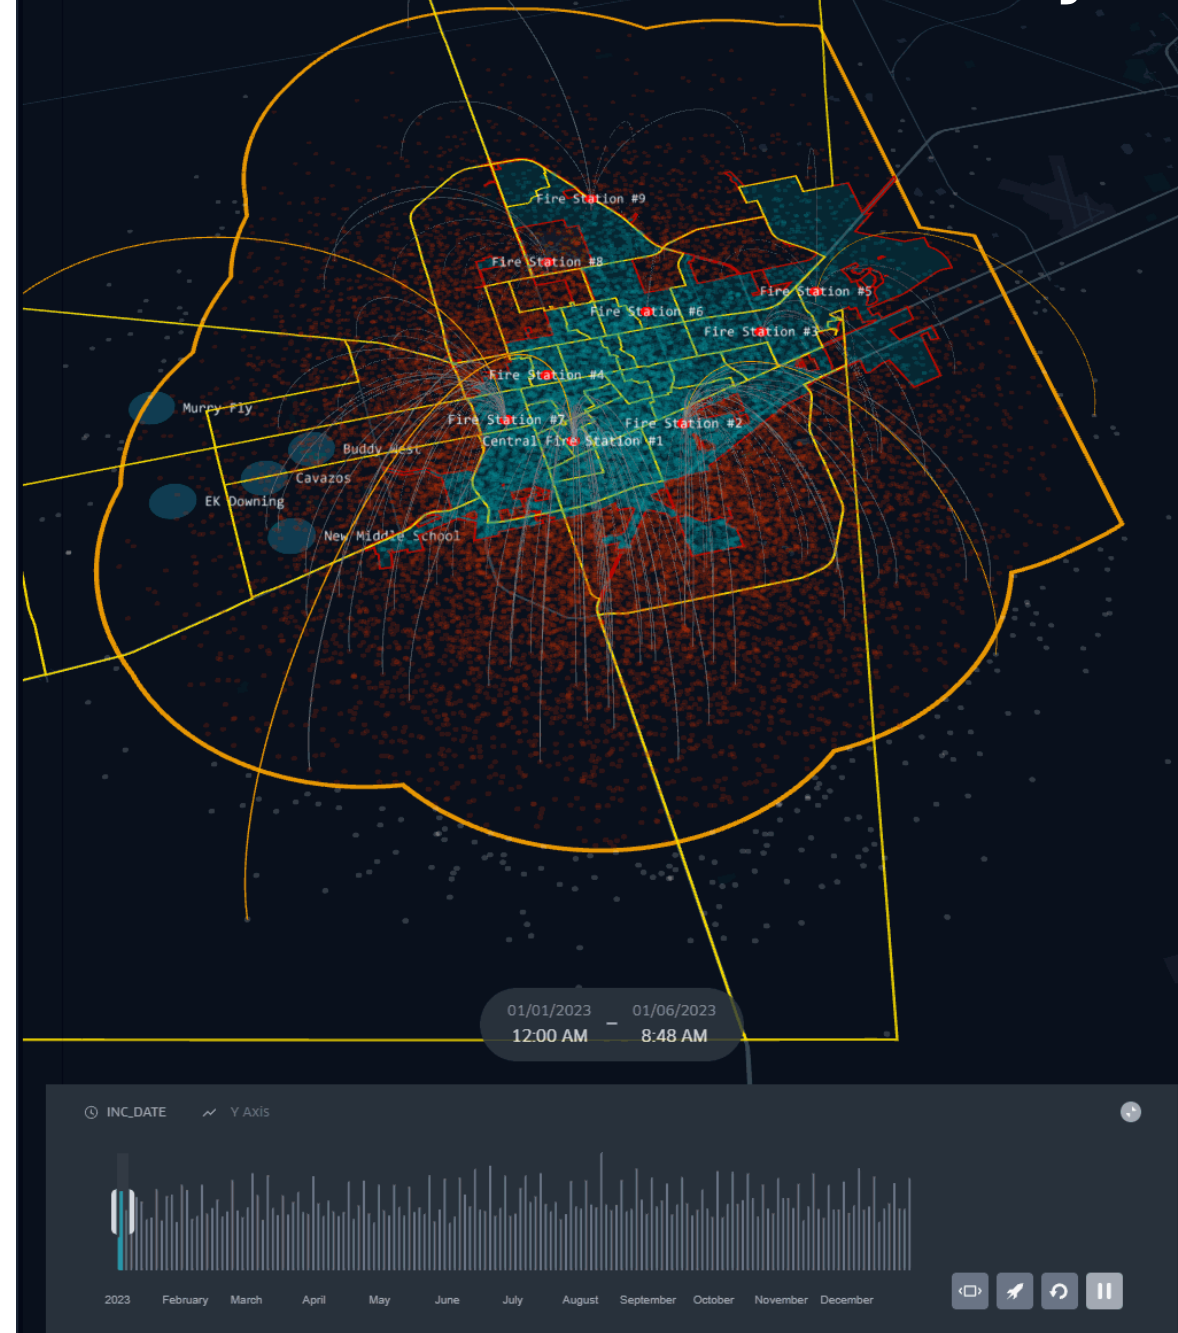 Fire Station #9
Fire Station #8
Fire Station #5
Fire Station #6
Fire Station #3
Fire Station #4
Murry Fly
Fire Station #7
Fire Station #2
Central Fire Station #1
Buddy West
Cavazos
EK Downing
New Middle School
01/01/2023 – 01/06/2023
12:00 AM 8:48 AM
INC_DATE Y Axis
2023 February March April May June July August September October November December